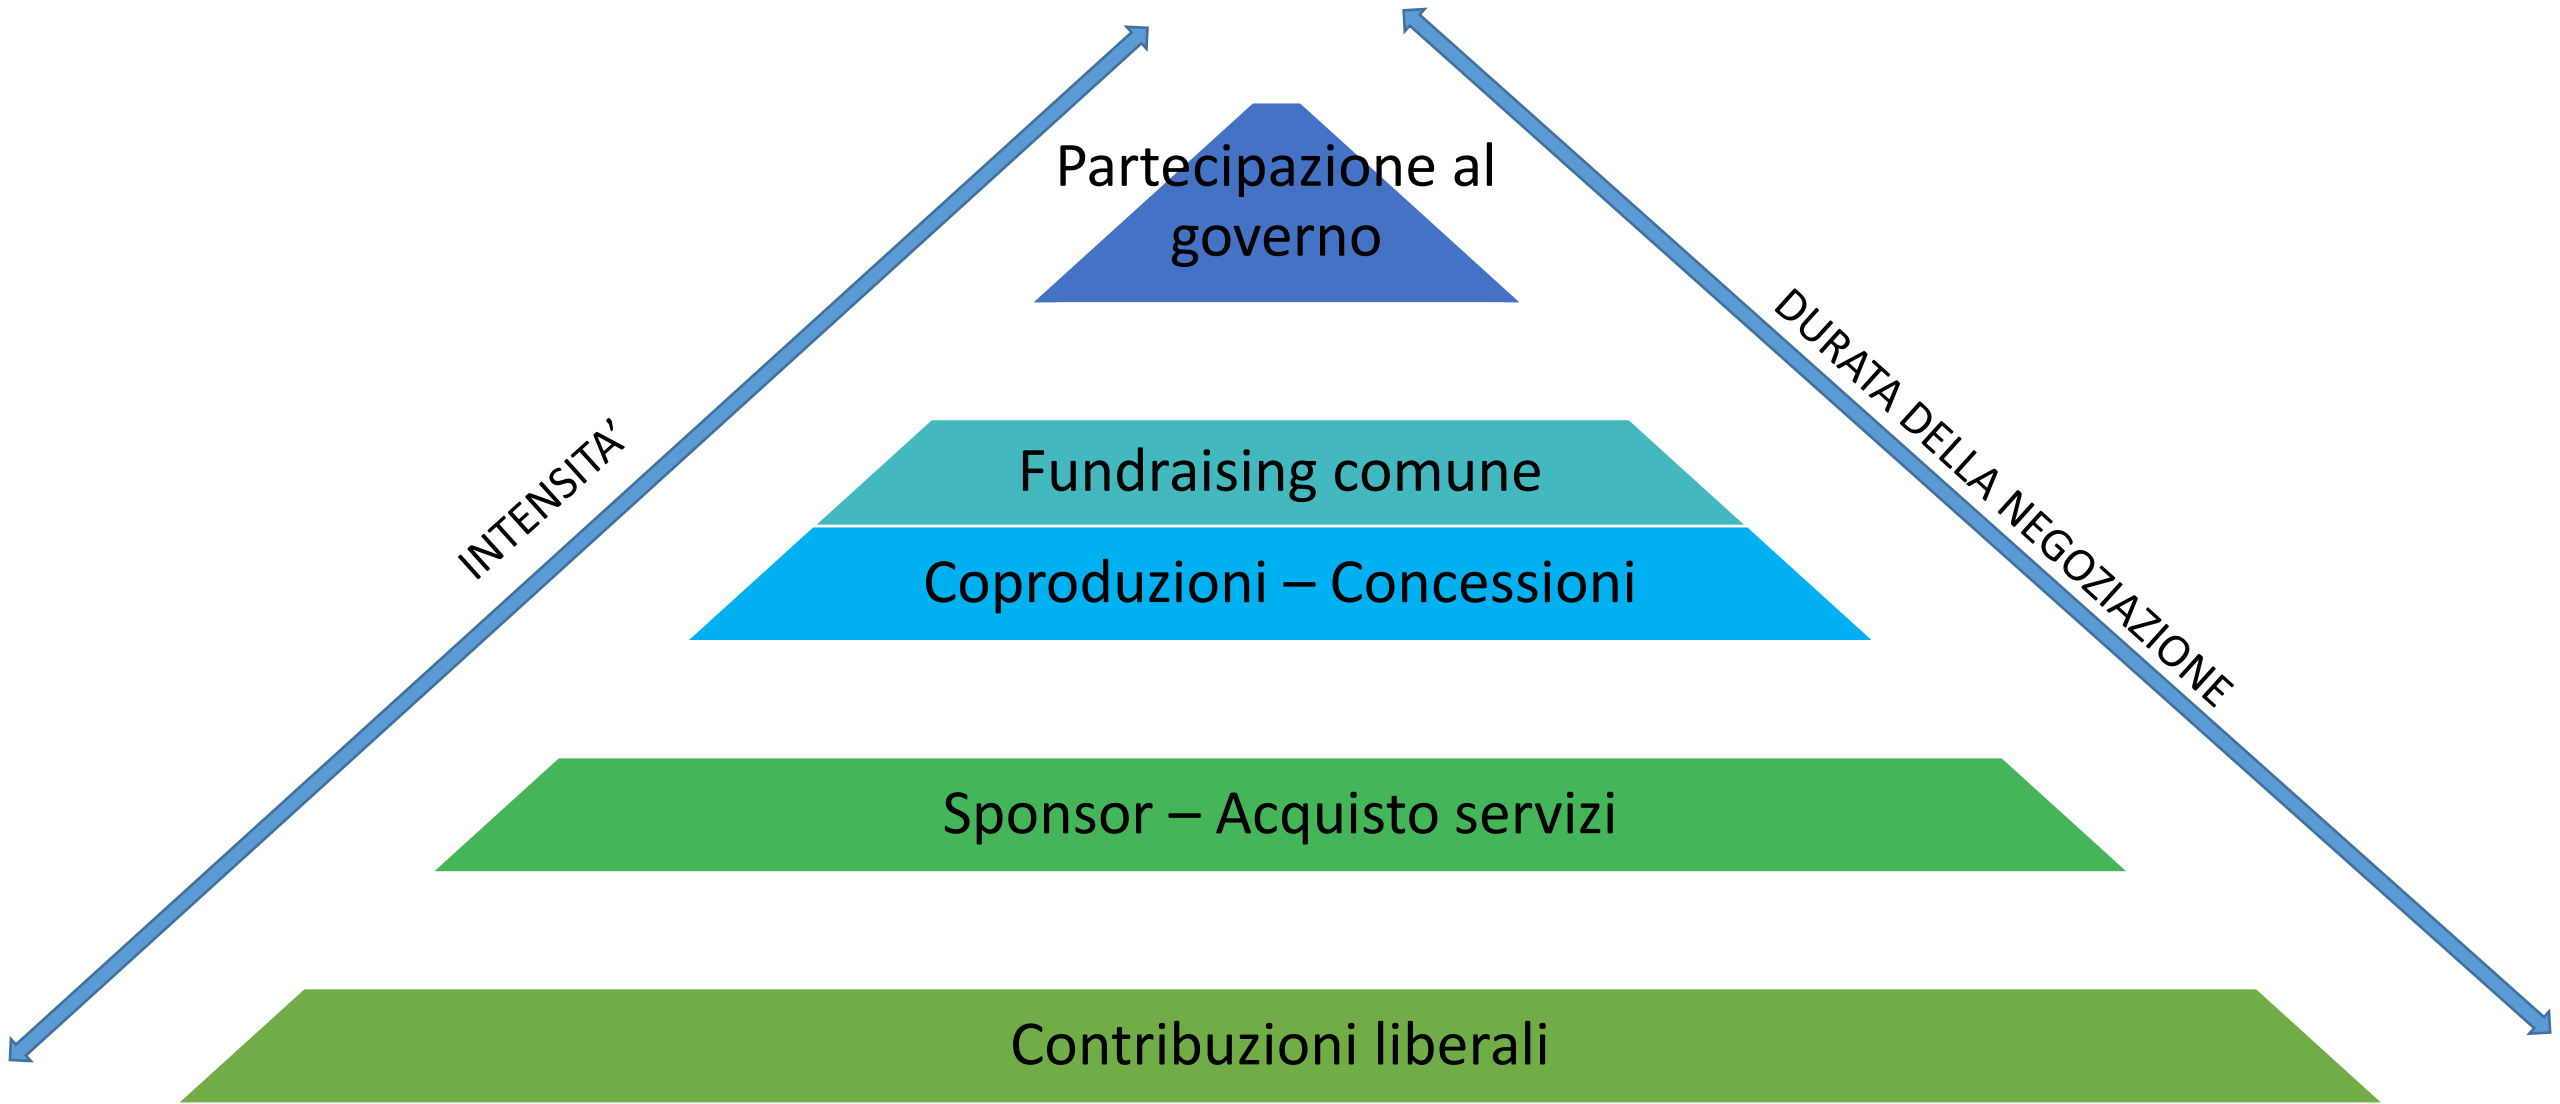 Partecipazione al
governo
INTENSITA’
DURATA DELLA NEGOZIAZIONE
Fundraising comune
Coproduzioni – Concessioni
Sponsor – Acquisto servizi
Contribuzioni liberali